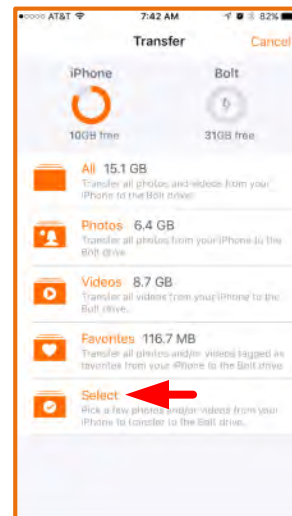 AT&T 7:42 AM 82%
Transfer Cancel
iPhone Bolt
10GB free 31GB free
All 15.1 GB
Transfer all photos and videos from your
iPhone to the Bolt drive.
Photos 6.4 GB
Transfer all photos from your iPhone to the
Bolt drive.
Videos 8.7 GB
Transfer all videos from your iPhone to the
Bolt drive.
Favorites 116.7 MB
Transfer all photos and/or videos tagged as
favorites from your iPhone to the Bolt drive.
Select
Pick a few photos and/or videos from your
iPhone to transfer to the Bolt drive.